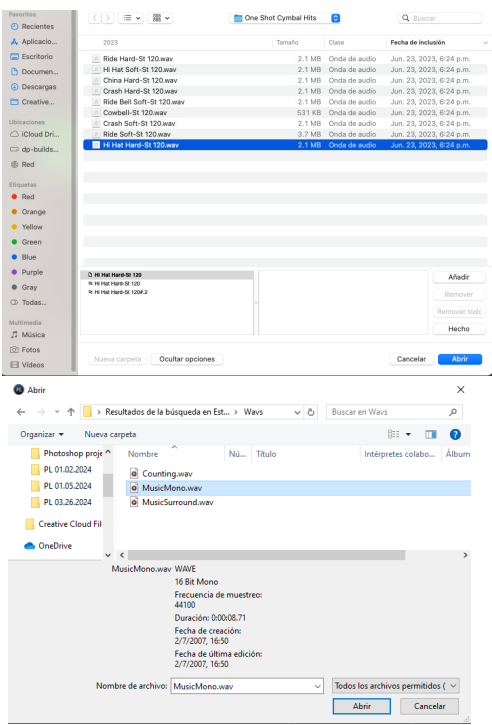 Favoritos
Recientes
Aplicacio...
Escritorio
Documen...
Descargas
Creative...
Ubicaciones
iCloud Dri...
dp-builds...
Red
Etiquetas
Red
Orange
Yellow
Green
Blue
Purple
Gray
Todas...
Multimedia
Música
Fotos
Vídeos
One Shot Cymbal Hits
Buscar
2023 Tamaño Clase Fecha de inclusión
Ride Hard-St 120.wav 2.1 MB Onda de audio Jun. 23, 2023, 6:24 p.m.
Hi Hat Soft-St 120.wav 2.1 MB Onda de audio Jun. 23, 2023, 6:24 p.m.
China Hard-St 120.wav 2.1 MB Onda de audio Jun. 23, 2023, 6:24 p.m.
Crash Hard-St 120.wav 2.1 MB Onda de audio Jun. 23, 2023, 6:24 p.m.
Ride Bell Soft-St 120.wav 2.1 MB Onda de audio Jun. 23, 2023, 6:24 p.m.
Cowbell-St 120.wav 531 KB Onda de audio Jun. 23, 2023, 6:24 p.m.
Crash Soft-St 120.wav 2.1 MB Onda de audio Jun. 23, 2023, 6:24 p.m.
Ride Soft-St 120.wav 3.7 MB Onda de audio Jun. 23, 2023, 6:24 p.m.
Hi Hat Hard-St 120.wav 2.1 MB Onda de audio Jun. 23, 2023, 6:24 p.m.
Hi Hat Hard-St 120
Hi Hat Hard-St 120
Hi Hat Hard-St 120#.2
Añadir
Remover
Remover todc
Hecho
Nueva carpeta
Ocultar opciones
Cancelar
Abrir
Abrir
Resultados de la búsqueda en Est... > Wavs
Buscar en Wavs
Organizar
Nueva carpeta
Photoshop proje
PL 01.02.2024
PL 01.05.2024
PL 03.26.2024
Creative Cloud Fil
OneDrive
Nombre Nú... Título Intérpretes colabo... Álbum
Counting.wav
MusicMono.wav
MusicSurround.wav
MusicMono.wav WAVE
16 Bit Mono
Frecuencia de muestreo:
44100
Duración: 0:00:08.71
Fecha de creación:
2/7/2007, 16:50
Fecha de última edición:
2/7/2007, 16:50
Nombre de archivo: MusicMono.wav
Todos los archivos permitidos (
Abrir
Cancelar